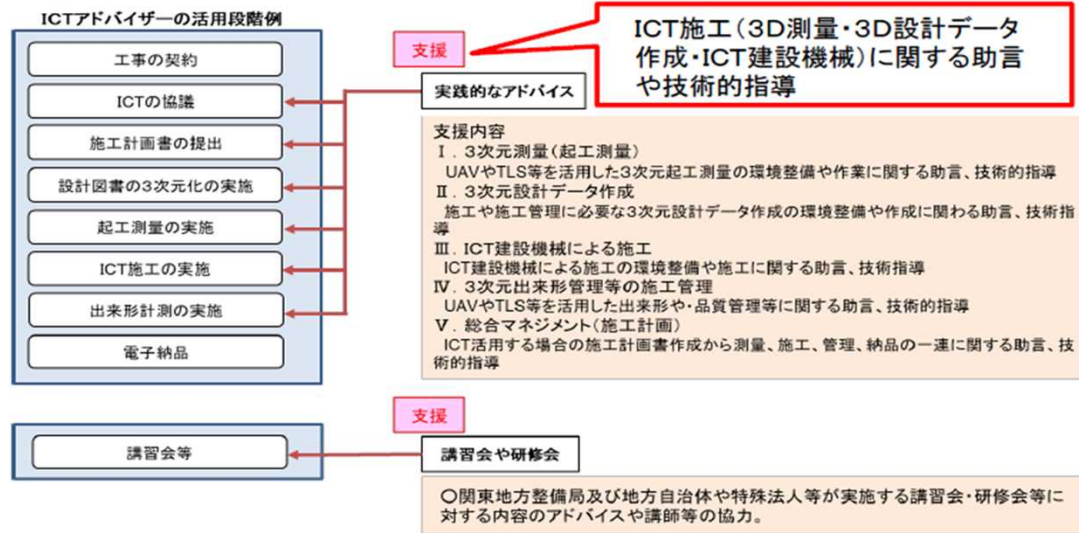 ICTアドバイザーの活用段階例
工事の契約
ICTの協議
施工計画書の提出
設計図書の3次元化の実施
起工測量の実施
ICT施工の実施
出来形計測の実施
電子納品
支援
ICT施工(3D測量・3D設計データ
作成・ICT建設機械)に関する助言
や技術的指導
実践的なアドバイス
支援内容
Ⅰ．3次元測量(起工測量)
UAVやTLS等を活用した3次元起工測量の環境整備や作業に関する助言、技術的指導
Ⅱ．3次元設計データ作成
施工や施工管理に必要な3次元設計データ作成の環境整備や作成に関わる助言、技術指
導
Ⅲ．ICT建設機械による施工
ICT建設機械による施工の環境整備や施工に関する助言、技術指導
Ⅳ．3次元出来形管理等の施工管理
UAVやTLS等を活用した出来形や・品質管理等に関する助言、技術的指導
Ⅴ．総合マネジメント(施工計画)
ICT活用する場合の施工計画書作成から測量、施工、管理、納品の一連に関する助言、技
術的指導
講習会等
支援
講習会や研修会
○関東地方整備局及び地方自治体や特殊法人等が実施する講習会・研修会等に
対する内容のアドバイスや講師等の協力。